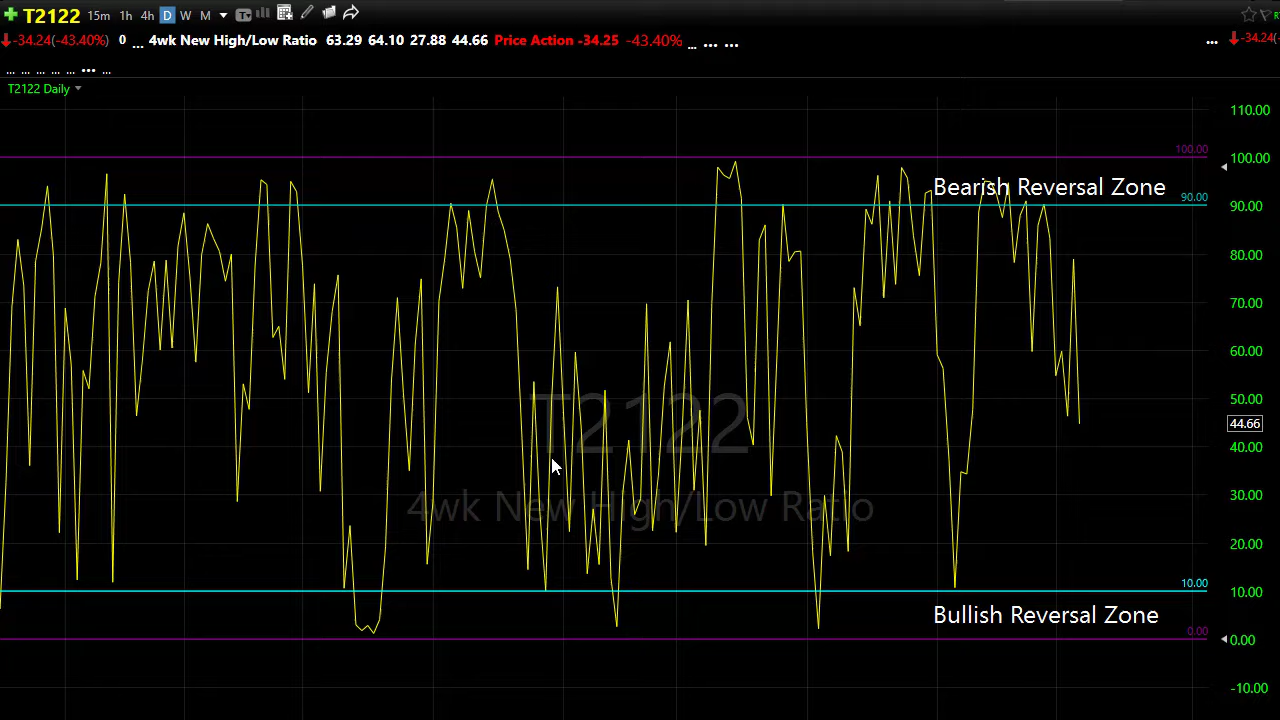 T2122 15m 1h 4h D W M
-34.24(-43.40%) 0 ... 4wk New High/Low Ratio 63.29 64.10 27.88 44.66 Price Action -34.25 -43.40% ... ... ... ... -34.24(-
... ... ... ... ... ... ...
T2122 Daily
110.00
100.00 100.00
Bearish Reversal Zone
90.00 90.00
80.00
70.00
60.00
50.00
T2122
44.66
40.00
4wk New High/Low Ratio
30.00
20.00
10.00 10.00
Bullish Reversal Zone
0.00 0.00
-10.00